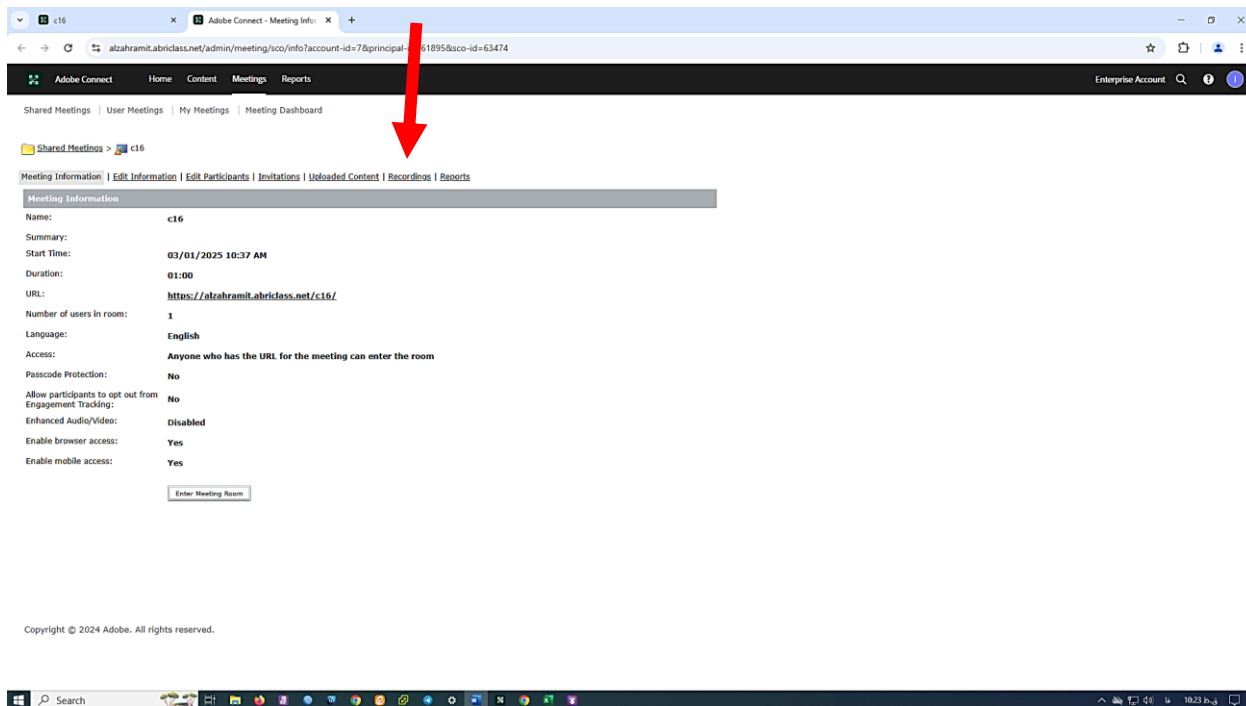 c16
Adobe Connect - Meeting Infor
alzahramit.abriclass.net/admin/meeting/sco/info?account-id=7&principal-id=61895&sco-id=63474
Adobe Connect Home Content Meetings Reports Enterprise Account
Shared Meetings | User Meetings | My Meetings | Meeting Dashboard
Shared Meetings > c16
Meeting Information | Edit Information | Edit Participants | Invitations | Uploaded Content | Recordings | Reports
Meeting Information
Name: c16
Summary:
Start Time: 03/01/2025 10:37 AM
Duration: 01:00
URL: https://alzahramit.abriclass.net/c16/
Number of users in room: 1
Language: English
Access: Anyone who has the URL for the meeting can enter the room
Passcode Protection: No
Allow participants to opt out from
Engagement Tracking: No
Enhanced Audio/Video: Disabled
Enable browser access: Yes
Enable mobile access: Yes
Enter Meeting Room
Copyright © 2024 Adobe. All rights reserved.
Search فا 10:23 ق.ظ